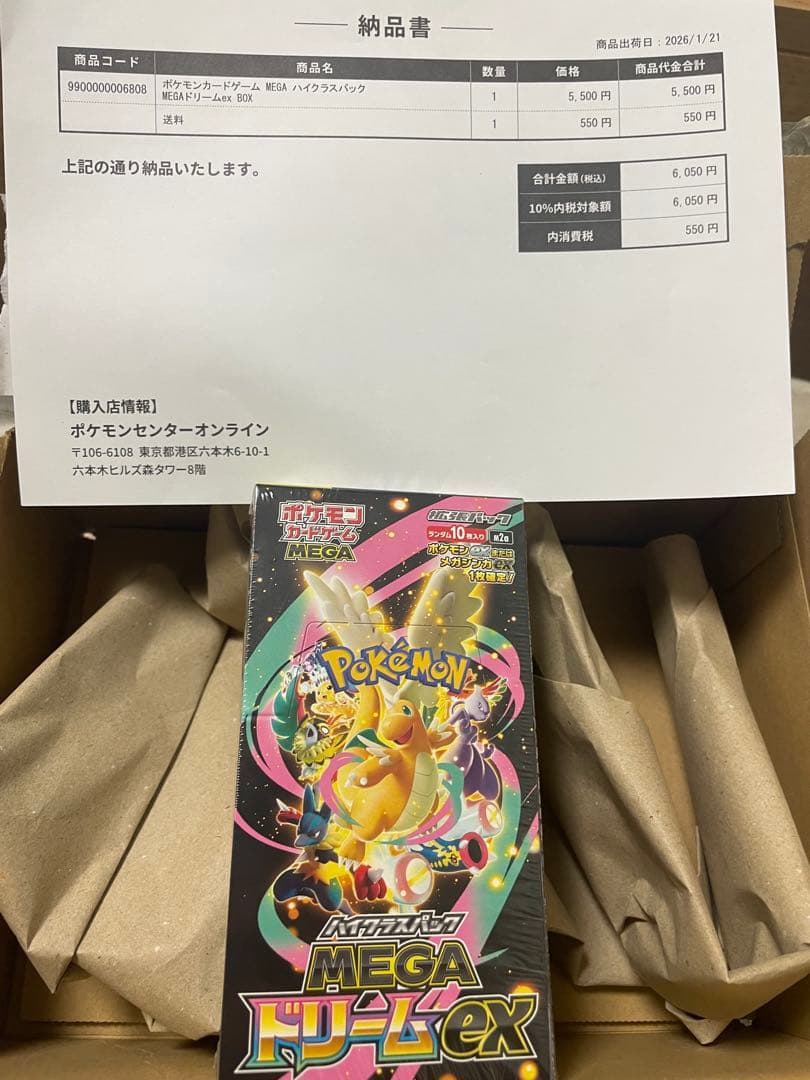 納品書
商品出荷日：2026/1/21
商品コード 商品名 数量 価格 商品代金合計
9900000006808 ポケモンカードゲーム MEGA ハイクラスパック
MEGAドリームex BOX 1 5,500 円 5,500 円
送料 1 550 円 550 円
上記の通り納品いたします。
合計金額(税込) 6,050 円
10%内税対象額 6,050 円
内消費税 550 円
【購入店情報】
ポケモンセンターオンライン
〒106-6108 東京都港区六本木6-10-1
六本木ヒルズ森タワー8階
ポケモン
カードゲーム
MEGA
拡張パック
ランダム10枚入り
ポケモンexまたは
メガシンカex
1枚確定!
POKéMON
ハイクラスパック
MEGA
ドリームex